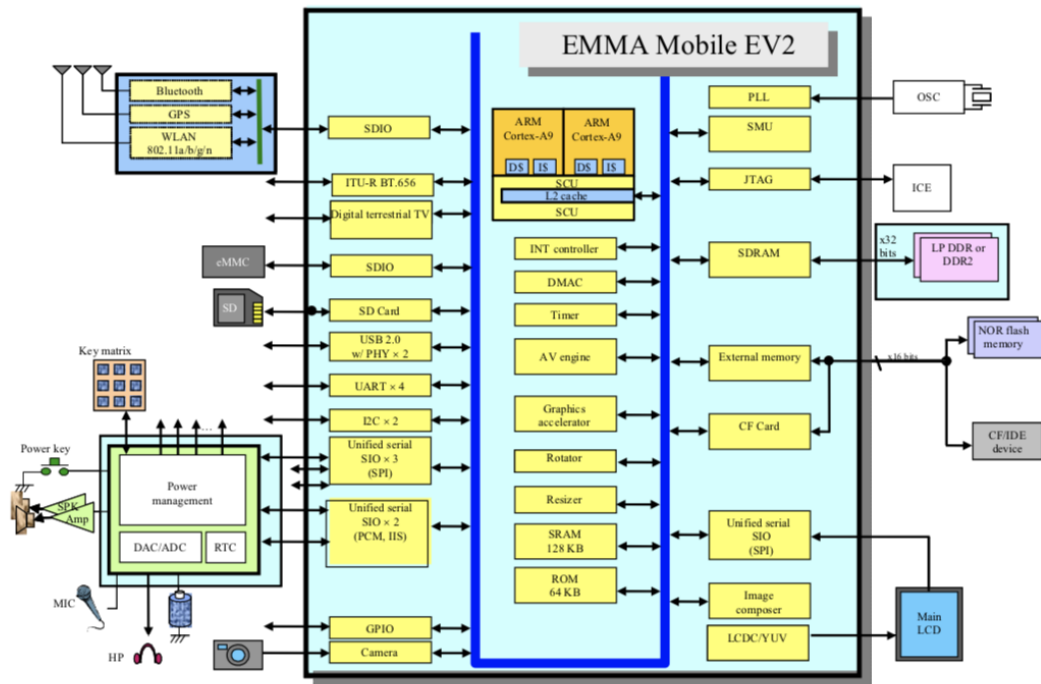 EMMA Mobile EV2
Bluetooth
GPS
WLAN
802.11a/b/g/n
SDIO
ITU-R BT.656
Digital terrestrial TV
eMMC
SDIO
SD
SD Card
USB 2.0
w/ PHY × 2
Key matrix
UART × 4
I2C × 2
Unified serial
SIO × 3
(SPI)
Power key
Power
management
SPK
Amp
DAC/ADC
RTC
Unified serial
SIO × 2
(PCM, IIS)
MIC
HP
GPIO
Camera
ARM
Cortex-A9
ARM
Cortex-A9
D$
I$
D$
I$
SCU
L2 cache
SCU
INT controller
DMAC
Timer
AV engine
Graphics
accelerator
Rotator
Resizer
SRAM
128 KB
ROM
64 KB
PLL
SMU
JTAG
SDRAM
External memory
CF Card
Unified serial
SIO
(SPI)
Image
composer
LCDC/YUV
OSC
ICE
x32
bits
LP DDR or
DDR2
NOR flash
memory
x16 bits
CF/IDE
device
Main
LCD